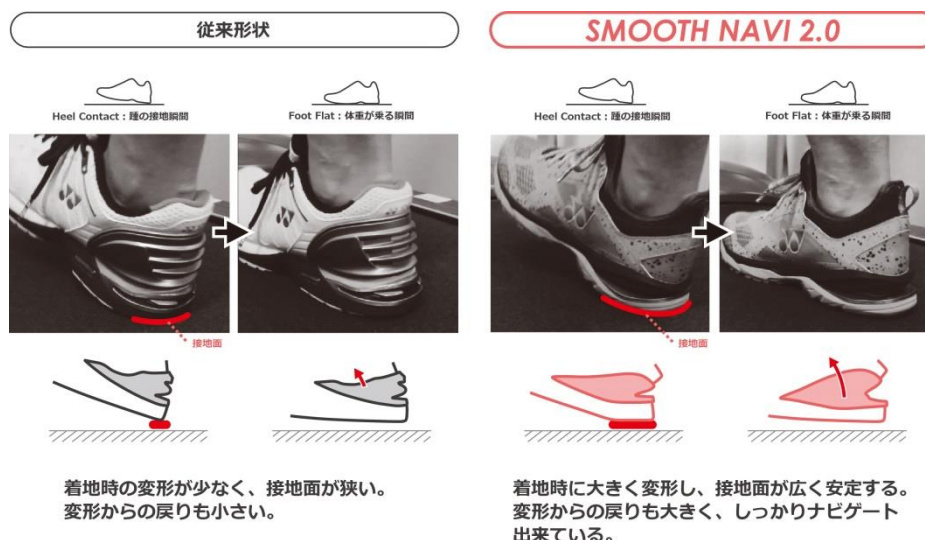 従来形状
SMOOTH NAVI 2.0
Heel Contact：踵の接地瞬間
Foot Flat：体重が乗る瞬間
Heel Contact：踵の接地瞬間
Foot Flat：体重が乗る瞬間
接地面
接地面
着地時の変形が少なく、接地面が狭い。
変形からの戻りも小さい。
着地時に大きく変形し、接地面が広く安定する。
変形からの戻りも大きく、しっかりナビゲート
出来ている。